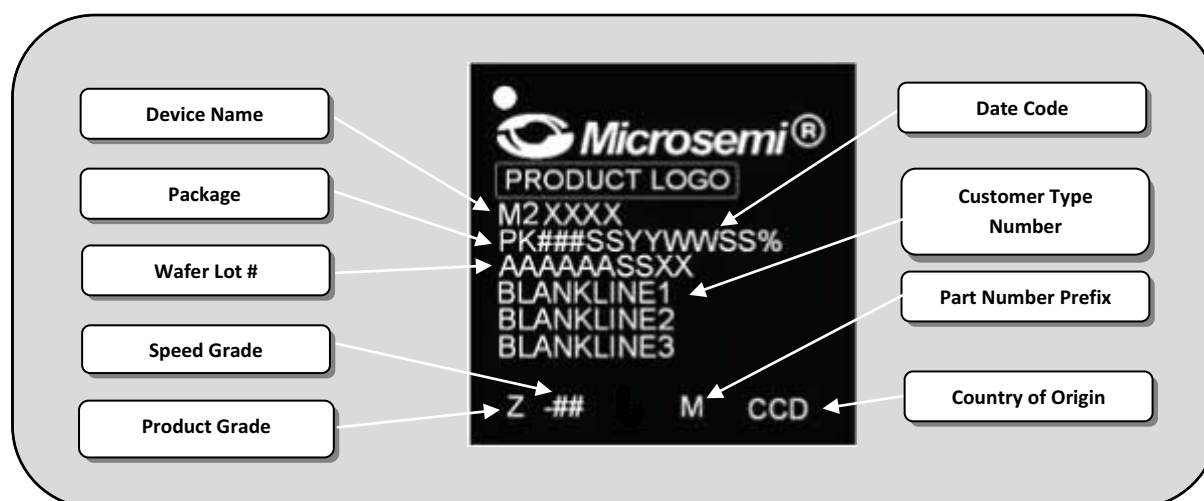 Device Name
Package
Wafer Lot #
Speed Grade
Product Grade
Microsemi®
PRODUCT LOGO
M2XXXX
PK###SSYYWWSS%
AAAAAASSXX
BLANKLINE1
BLANKLINE2
BLANKLINE3
Z -## M CCD
Date Code
Customer Type
Number
Part Number Prefix
Country of Origin